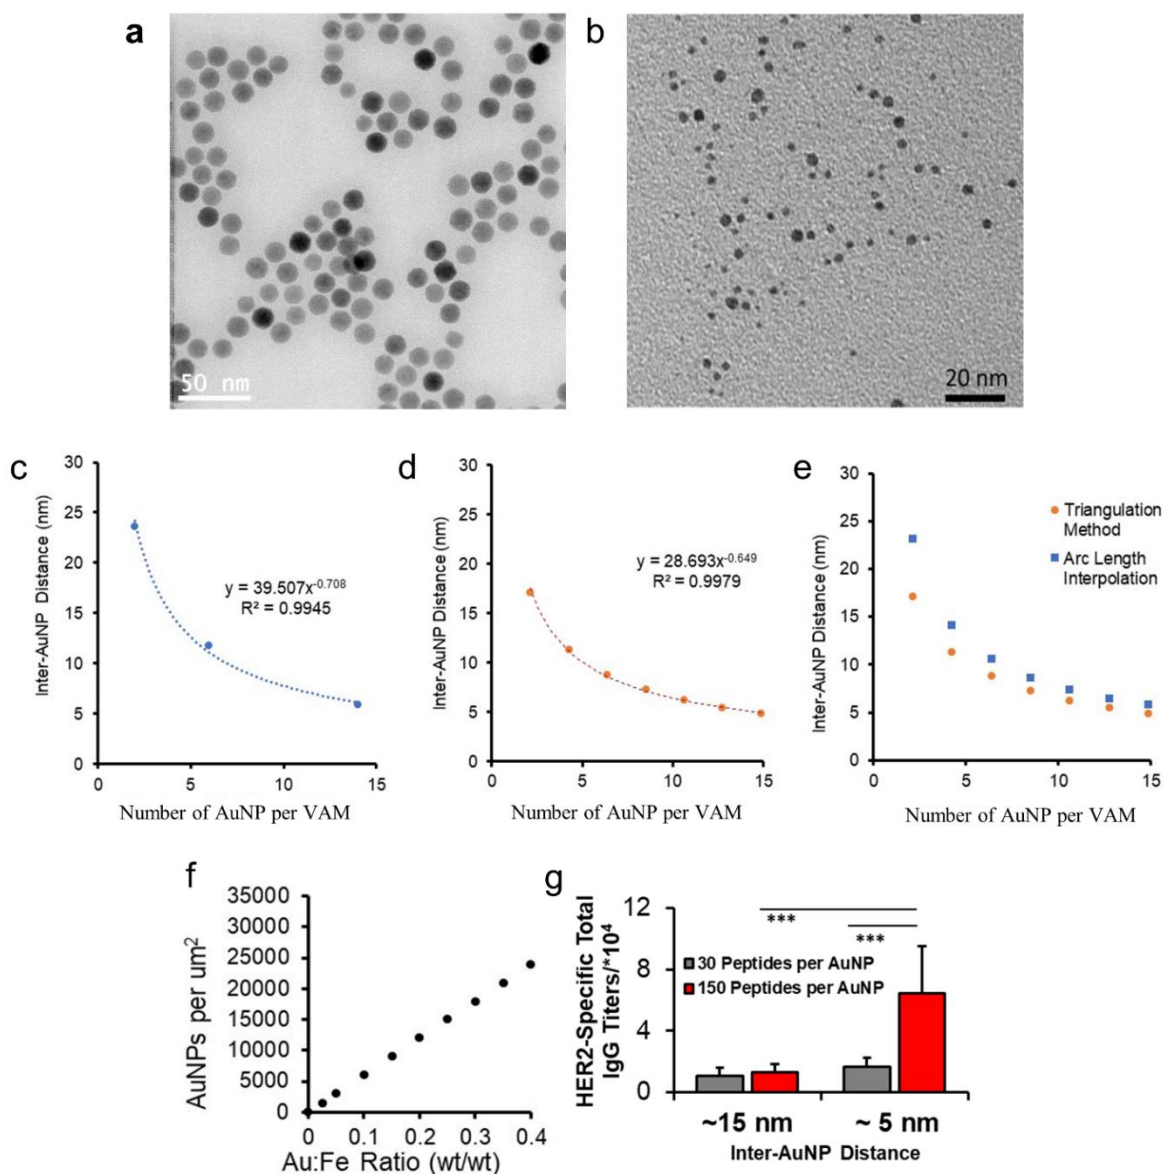 a
b
50 nm
20 nm
c
30
25
20
15
10
5
0
0
5
10
15
Inter-AuNP Distance (nm)
y = 39.507x^-0.708
R² = 0.9945
Number of AuNP per VAM
d
30
25
20
15
10
5
0
0
5
10
15
Inter-AuNP Distance (nm)
y = 28.693x^-0.649
R² = 0.9979
Number of AuNP per VAM
e
30
25
20
15
10
5
0
0
5
10
15
Inter-AuNP Distance (nm)
Triangulation
Method
Arc Length
Interpolation
Number of AuNP per VAM
f
35000
30000
25000
20000
15000
10000
5000
0
0
0.1
0.2
0.3
0.4
AuNPs per um²
Au:Fe Ratio (wt/wt)
g
HER2-Specific Total
IgG Titers/*10⁴
12
8
4
0
***
***
30 Peptides per AuNP
150 Peptides per AuNP
~15 nm
~ 5 nm
Inter-AuNP Distance